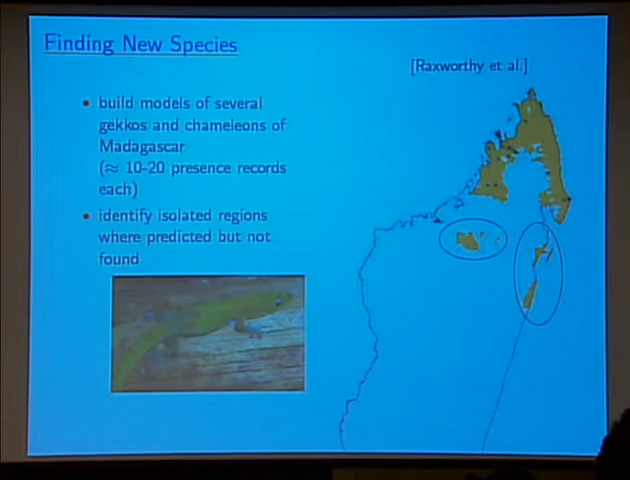 Finding New Species
[Raxworthy et al.]
• build models of several
gekkos and chameleons of
Madagascar
(≈ 10-20 presence records
each)
• identify isolated regions
where predicted but not
found